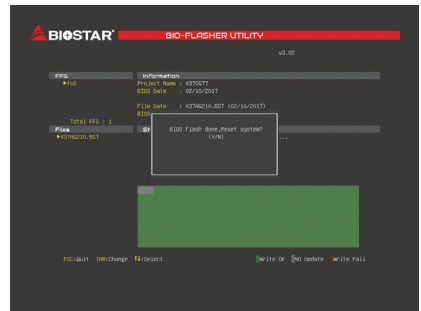 BIOSTAR BIO-FLASHER UTILITY
v3.02
FFS Information
fs0 Project Name : X370GT7
BIOS Date : 02/10/2017
File Date : X37AG210.BST (02/10/2017)
BIOS
Total FFS : 1
Files St
X37AG210.BST BIOS Flash done,Reset system? ...
(Y/N)
ESC:Quit TAB:Change ↑↓:Select Write OK NO Update Write Fail